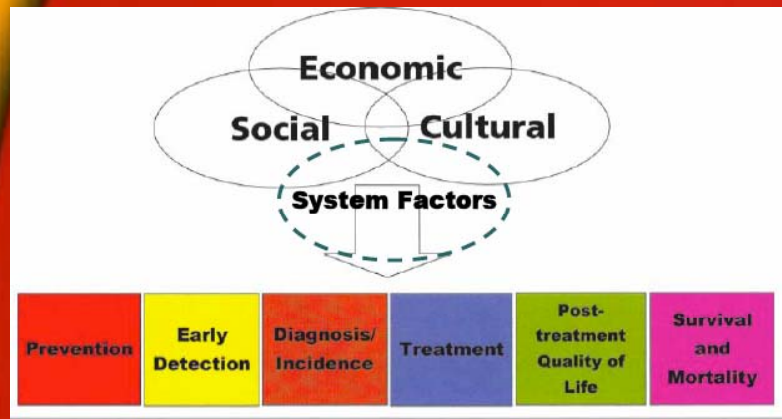 Economic
Social
Cultural
System Factors
Prevention
Early
Detection
Diagnosis/
Incidence
Treatment
Post-
treatment
Quality of
Life
Survival
and
Mortality